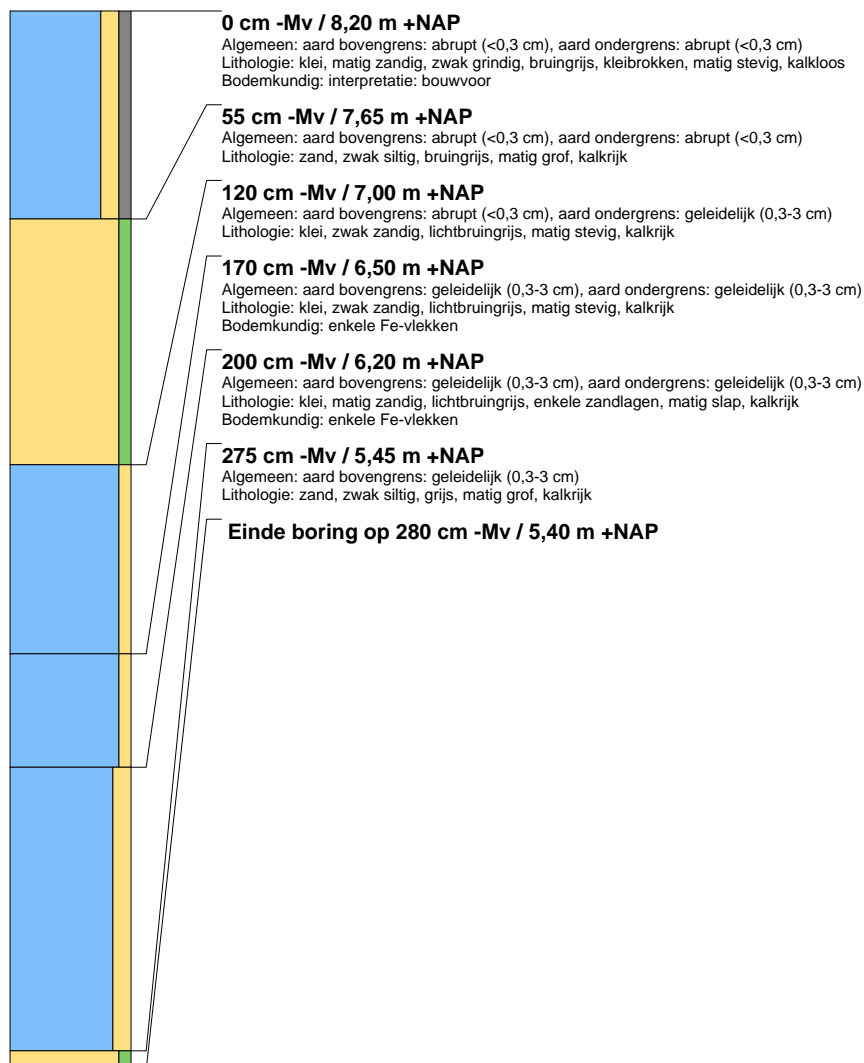 0 cm -Mv / 8,20 m +NAP
Algemeen: aard bovengrens: abrupt (<0,3 cm), aard ondergrens: abrupt (<0,3 cm)
Lithologie: klei, matig zandig, zwak grindig, bruingrijs, kleibrokken, matig stevig, kalkloos
Bodemkundig: interpretatie: bouwvoor
55 cm -Mv / 7,65 m +NAP
Algemeen: aard bovengrens: abrupt (<0,3 cm), aard ondergrens: abrupt (<0,3 cm)
Lithologie: zand, zwak siltig, bruingrijs, matig grof, kalkrijk
120 cm -Mv / 7,00 m +NAP
Algemeen: aard bovengrens: abrupt (<0,3 cm), aard ondergrens: geleidelijk (0,3-3 cm)
Lithologie: klei, zwak zandig, lichtbruingrijs, matig stevig, kalkrijk
170 cm -Mv / 6,50 m +NAP
Algemeen: aard bovengrens: geleidelijk (0,3-3 cm), aard ondergrens: geleidelijk (0,3-3 cm)
Lithologie: klei, zwak zandig, lichtbruingrijs, matig stevig, kalkrijk
Bodemkundig: enkele Fe-vlekken
200 cm -Mv / 6,20 m +NAP
Algemeen: aard bovengrens: geleidelijk (0,3-3 cm), aard ondergrens: geleidelijk (0,3-3 cm)
Lithologie: klei, matig zandig, lichtbruingrijs, enkele zandlagen, matig slap, kalkrijk
Bodemkundig: enkele Fe-vlekken
275 cm -Mv / 5,45 m +NAP
Algemeen: aard bovengrens: geleidelijk (0,3-3 cm)
Lithologie: zand, zwak siltig, grijs, matig grof, kalkrijk
Einde boring op 280 cm -Mv / 5,40 m +NAP